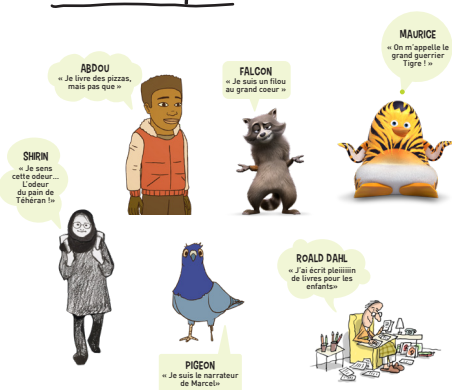 MAURICE
« On m'appelle le
grand guerrier
Tigre ! »
ABDOU
« Je livre des pizzas,
mais pas que »
FALCON
« Je suis un filou
au grand coeur »
SHIRIN
« Je sens
cette odeur...
L'odeur
du pain de
Téhéran !»
ROALD DAHL
« J'ai écrit pleiiiiiin
de livres pour les
enfants»
PIGEON
« Je suis le narrateur
de Marcel»